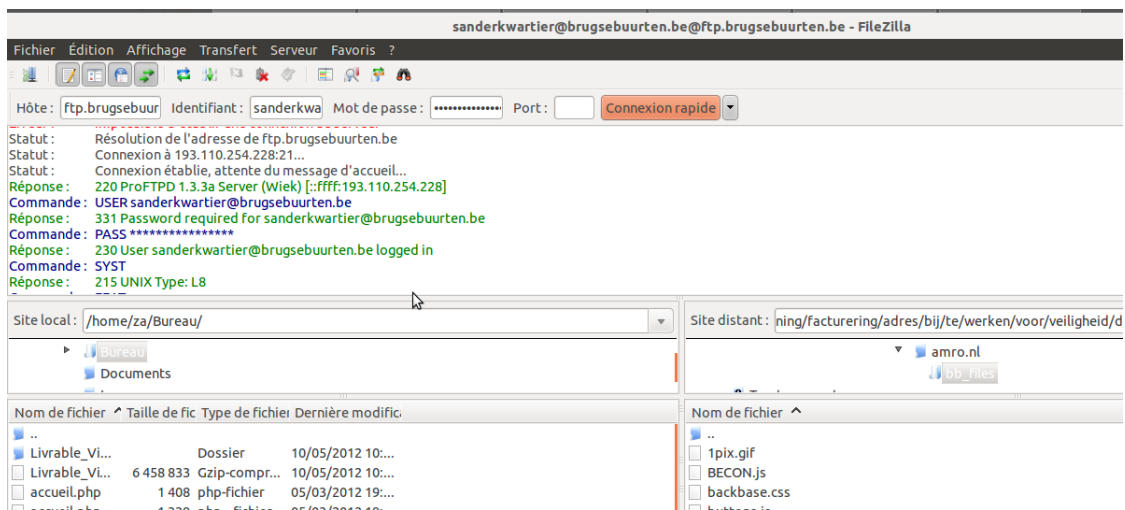 sanderkwartier@brugsebuurten.be@ftp.brugsebuurten.be - FileZilla
Fichier Édition Affichage Transfert Serveur Favoris ?
Hôte : ftp.brugsebuur Identifiant : sanderkwa Mot de passe : •••••••••••••••• Port : Connexion rapide
Statut : Résolution de l'adresse de ftp.brugsebuurten.be
Statut : Connexion à 193.110.254.228:21...
Statut : Connexion établie, attente du message d'accueil...
Réponse : 220 ProFTPD 1.3.3a Server (Wiek) [::ffff:193.110.254.228]
Commande : USER sanderkwartier@brugsebuurten.be
Réponse : 331 Password required for sanderkwartier@brugsebuurten.be
Commande : PASS ****************
Réponse : 230 User sanderkwartier@brugsebuurten.be logged in
Commande : SYST
Réponse : 215 UNIX Type: L8
Site local : /home/za/Bureau/
Site distant : ning/facturering/adres/bij/te/werken/voor/veiligheid/d
Bureau
Documents
amro.nl
bb_files
Nom de fichier Taille de fic Type de fichier Dernière modifica
..
Livrable_Vi... Dossier 10/05/2012 10:...
Livrable_Vi... 6 458 833 Gzip-compr... 10/05/2012 10:...
accueil.php 1 408 php-fichier 05/03/2012 19:...
Nom de fichier
..
1pix.gif
BECON.js
backbase.css